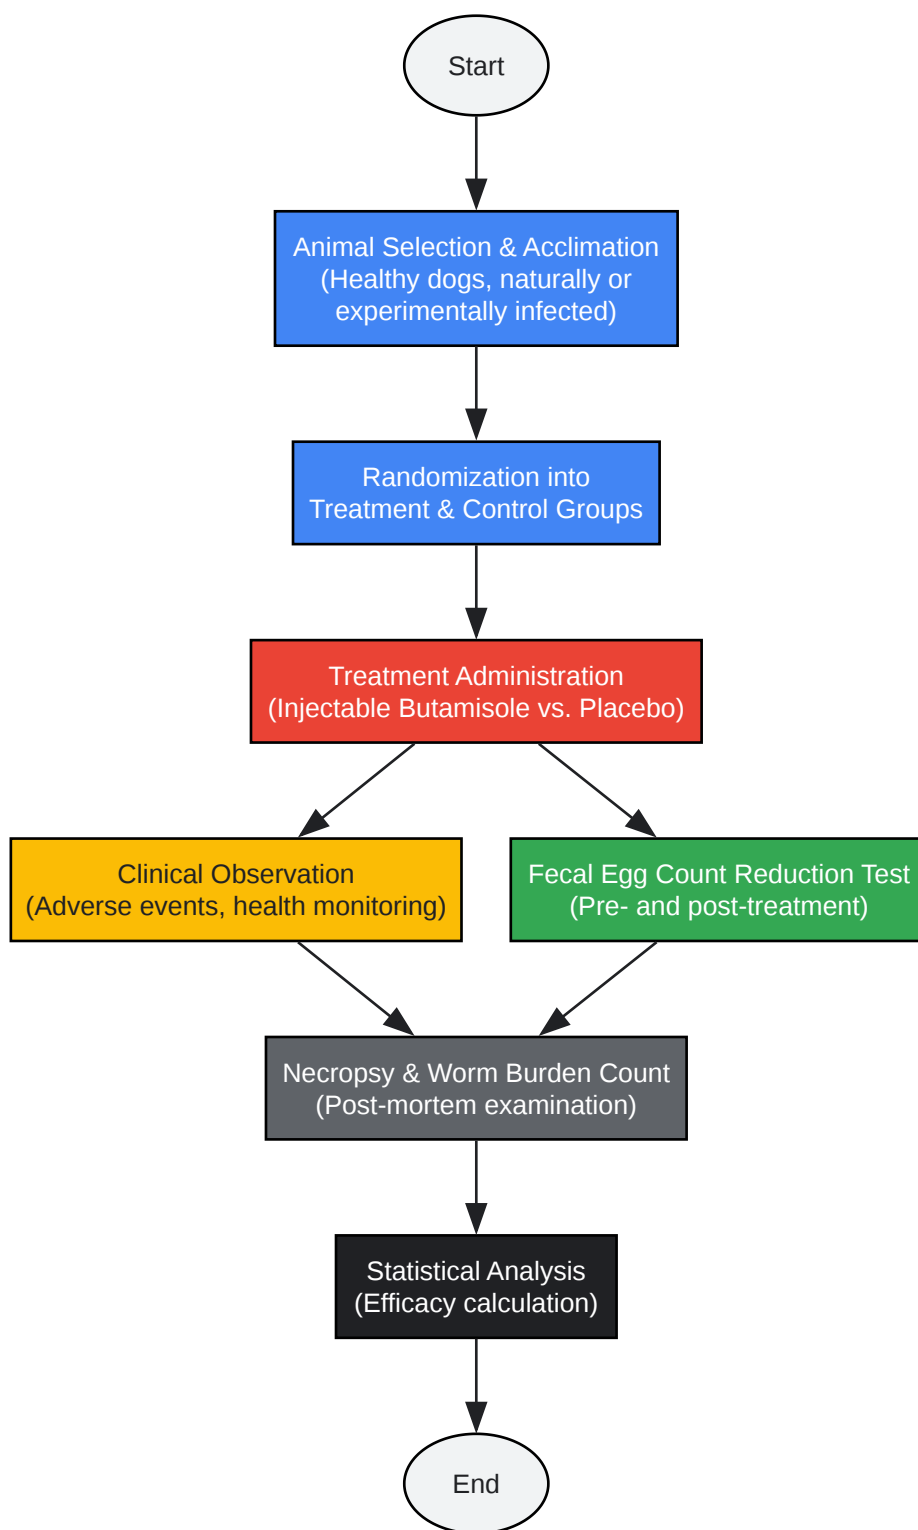 Start
Animal Selection & Acclimation
(Healthy dogs, naturally or
experimentally infected)
Randomization into
Treatment & Control Groups
Treatment Administration
(Injectable Butamisole vs. Placebo)
Clinical Observation
(Adverse events, health monitoring)
Fecal Egg Count Reduction Test
(Pre- and post-treatment)
Necropsy & Worm Burden Count
(Post-mortem examination)
Statistical Analysis
(Efficacy calculation)
End